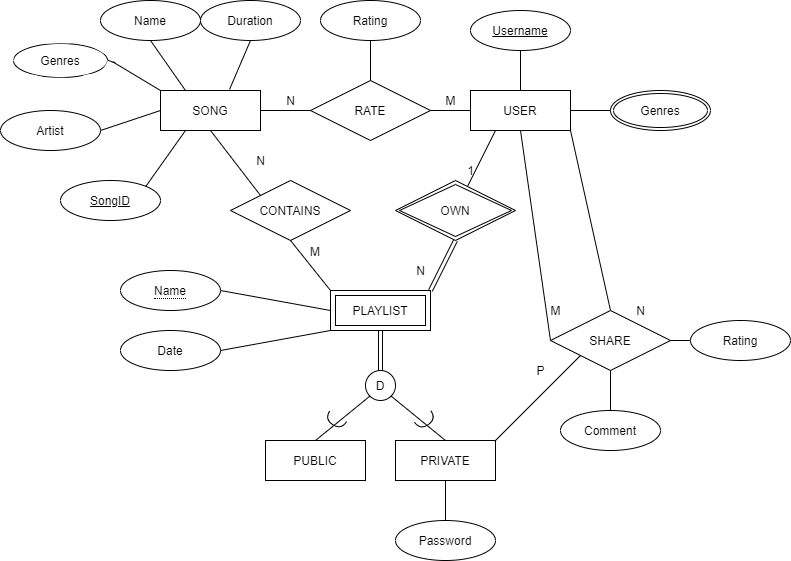 Name
Duration
Rating
Username
Genres
SONG
N
RATE
M
USER
Genres
Artist
N
1
SongID
CONTAINS
OWN
M
N
Name
PLAYLIST
M
N
Date
SHARE
Rating
P
D
Comment
PUBLIC
PRIVATE
Password